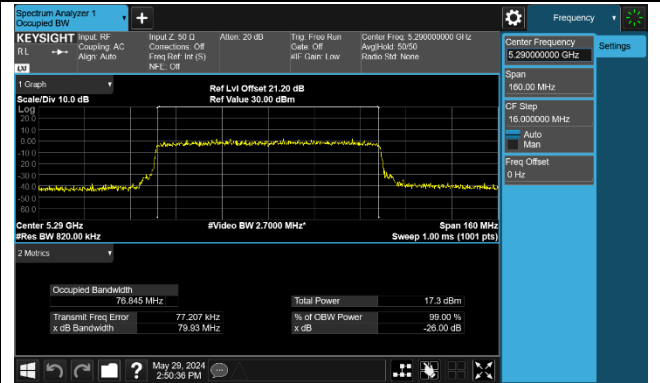 Spectrum Analyzer 1
Occupied BW
Frequency
KEYSIGHT
Input: RF
Coupling: AC
Align: Auto
Input Z: 50 Ω
Corrections: Off
Freq Ref: Int (S)
NFE: Off
Atten: 20 dB
Trig: Free Run
Gate: Off
#IF Gain: Low
Center Freq: 5.290000000 GHz
Avg|Hold: 50/50
Radio Std: None
RL
LXI
1 Graph
Scale/Div 10.0 dB
Ref Lvl Offset 21.20 dB
Ref Value 30.00 dBm
Log
20.0
10.0
0.00
-10.0
-20.0
-30.0
-40.0
-50.0
-60.0
Center 5.29 GHz
#Res BW 820.00 kHz
#Video BW 2.7000 MHz*
Span 160 MHz
Sweep 1.00 ms (1001 pts)
2 Metrics
Occupied Bandwidth
76.845 MHz
Total Power 17.3 dBm
Transmit Freq Error 77.207 kHz
% of OBW Power 99.00 %
x dB Bandwidth 79.93 MHz
x dB -26.00 dB
May 29, 2024
2:50:36 PM
Center Frequency
5.290000000 GHz
Settings
Span
160.00 MHz
CF Step
16.000000 MHz
Auto
Man
Freq Offset
0 Hz